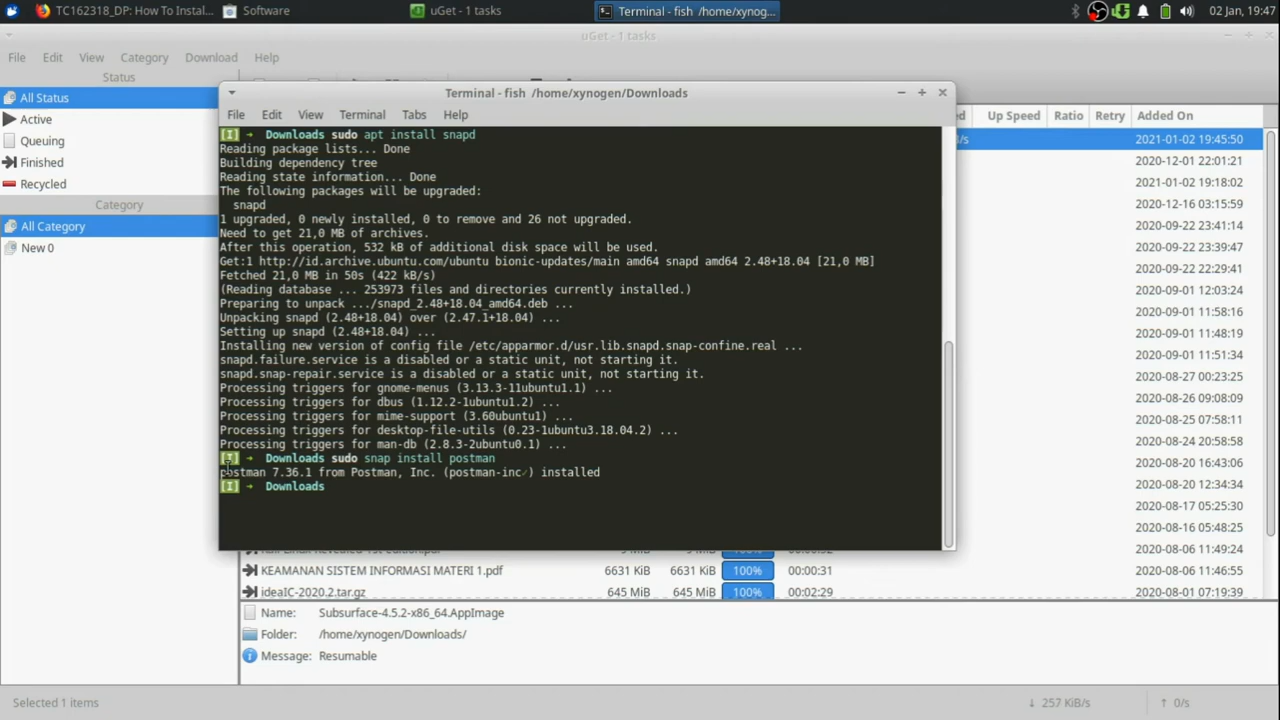 TC162318_DP: How To Instal...
Software
uGet - 1 tasks
Terminal - fish /home/xynog...
02 Jan, 19:47
uGet - 1 tasks
File Edit View Category Download Help
Status
All Status
Active
Queuing
Finished
Recycled
Category
All Category
New 0
Up Speed Ratio Retry Added On
2021-01-02 19:45:50
2020-12-01 22:01:21
2021-01-02 19:18:02
2020-12-16 03:15:59
2020-09-22 23:41:14
2020-09-22 23:39:47
2020-09-22 22:29:41
2020-09-01 12:03:24
2020-09-01 11:58:16
2020-09-01 11:48:19
2020-09-01 11:51:34
2020-08-27 00:23:25
2020-08-26 09:08:09
2020-08-25 07:58:11
2020-08-24 20:58:58
2020-08-20 16:43:01
2020-08-20 12:34:34
2020-08-17 05:25:30
2020-08-16 05:48:25
2020-08-06 11:49:24
KEAMANAN SISTEM INFORMASI MATERI 1.pdf 6631 KiB 6631 KiB 100% 00:00:31 2020-08-06 11:46:55
ideaIC-2020.2.tar.gz 645 MiB 645 MiB 100% 00:02:29 2020-08-01 07:19:39
Name: Subsurface-4.5.2-x86_64.AppImage
Folder: /home/xynogen/Downloads/
Message: Resumable
Selected 1 items
↓ 257 KiB/s
↑ 0/s
Terminal - fish /home/xynogen/Downloads
File Edit View Terminal Tabs Help
[I] → Downloads sudo apt install snapd
Reading package lists... Done
Building dependency tree
Reading state information... Done
The following packages will be upgraded:
snapd
1 upgraded, 0 newly installed, 0 to remove and 26 not upgraded.
Need to get 21,0 MB of archives.
After this operation, 532 kB of additional disk space will be used.
Get:1 http://id.archive.ubuntu.com/ubuntu bionic-updates/main amd64 snapd amd64 2.48+18.04 [21,0 MB]
Fetched 21,0 MB in 50s (422 kB/s)
(Reading database ... 253973 files and directories currently installed.)
Preparing to unpack .../snapd_2.48+18.04_amd64.deb ...
Unpacking snapd (2.48+18.04) over (2.47.1+18.04) ...
Setting up snapd (2.48+18.04) ...
Installing new version of config file /etc/apparmor.d/usr.lib.snapd.snap-confine.real ...
snapd.failure.service is a disabled or a static unit, not starting it.
snapd.snap-repair.service is a disabled or a static unit, not starting it.
Processing triggers for gnome-menus (3.13.3-11ubuntu1.1) ...
Processing triggers for dbus (1.12.2-1ubuntu1.2) ...
Processing triggers for mime-support (3.60ubuntu1) ...
Processing triggers for desktop-file-utils (0.23-1ubuntu3.18.04.2) ...
Processing triggers for man-db (2.8.3-2ubuntu0.1) ...
[I] → Downloads sudo snap install postman
postman 7.36.1 from Postman, Inc. (postman-inc✓) installed
[I] → Downloads